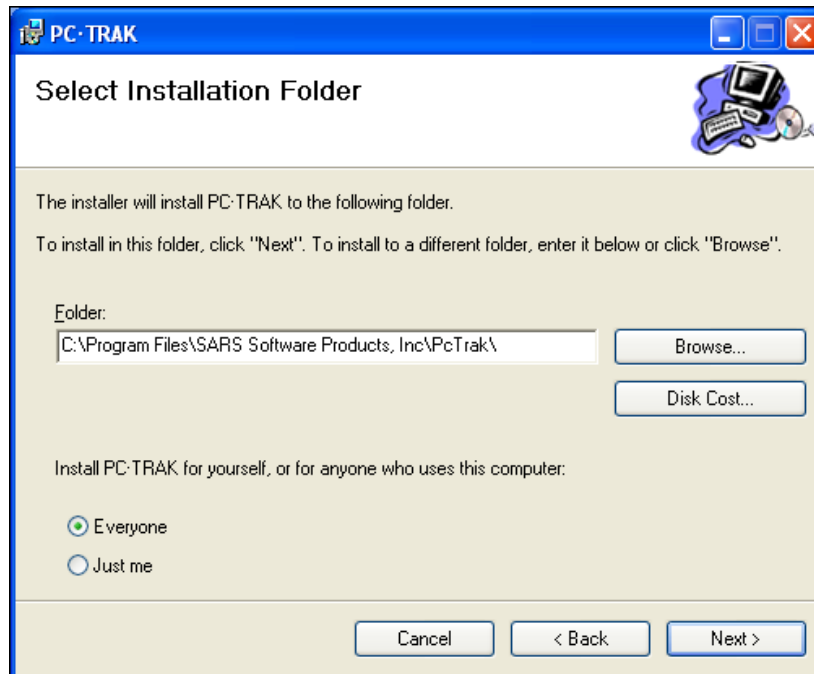 PC·TRAK
Select Installation Folder
The installer will install PC·TRAK to the following folder.
To install in this folder, click "Next". To install to a different folder, enter it below or click "Browse".
Folder:
C:\Program Files\SARS Software Products, Inc\PcTrak\
Browse...
Disk Cost...
Install PC·TRAK for yourself, or for anyone who uses this computer:
Everyone
Just me
Cancel
< Back
Next >